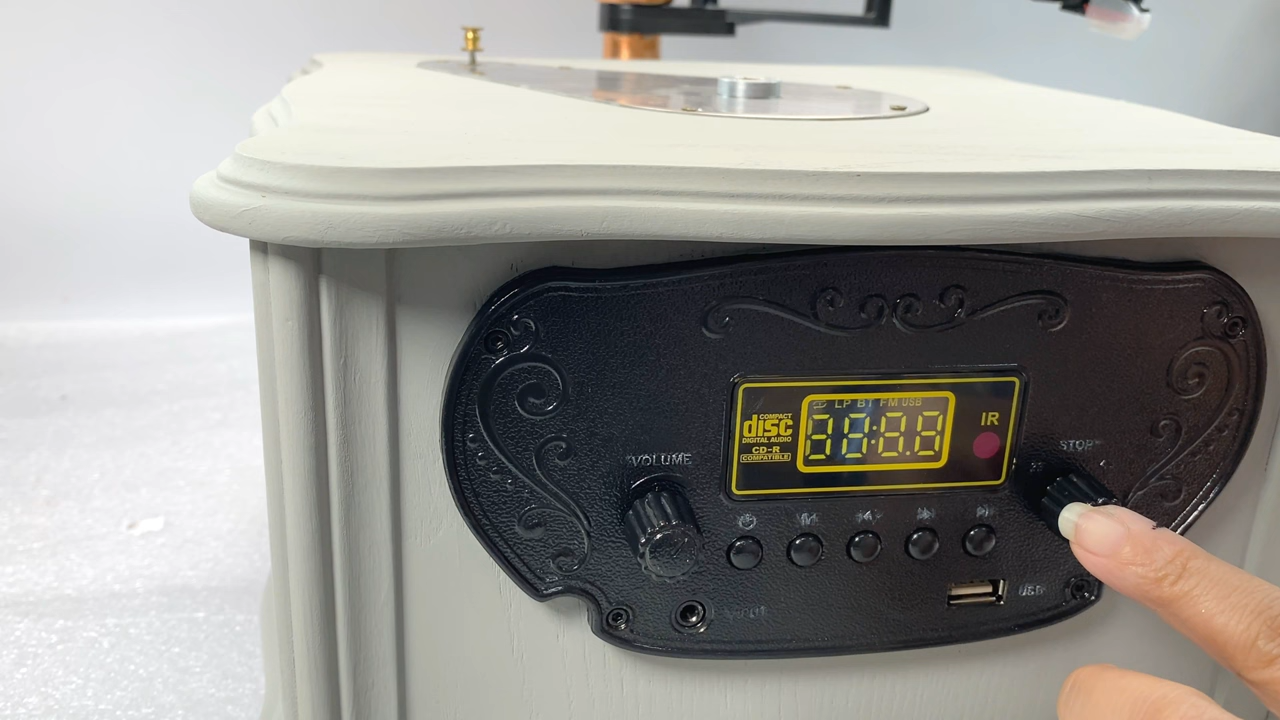 LP BT FM USB
COMPACT
disc
DIGITAL AUDIO
CD-R
COMPATIBLE
88:88
IR
VOLUME
STOP
USB